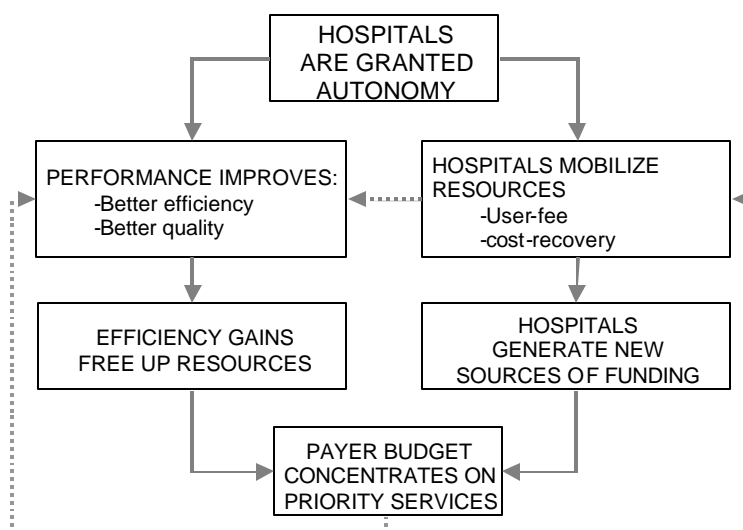 HOSPITALS
ARE GRANTED
AUTONOMY
PERFORMANCE IMPROVES:
-Better efficiency
-Better quality
HOSPITALS MOBILIZE
RESOURCES
-User-fee
-cost-recovery
EFFICIENCY GAINS
FREE UP RESOURCES
HOSPITALS
GENERATE NEW
SOURCES OF FUNDING
PAYER BUDGET
CONCENTRATES ON
PRIORITY SERVICES